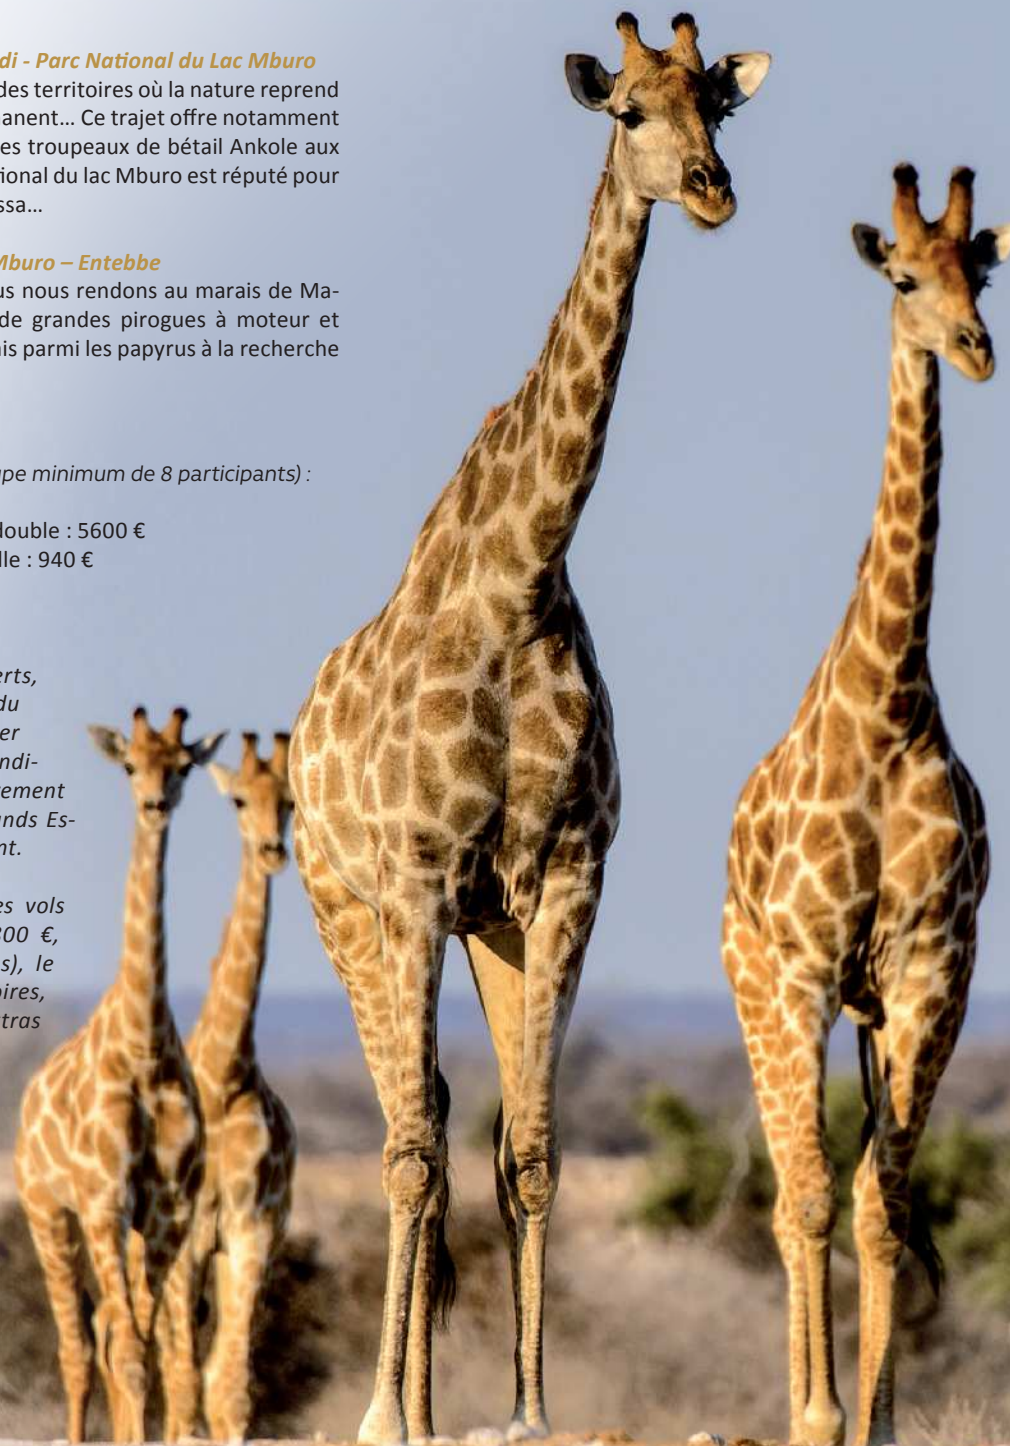 di - Parc National du Lac Mburo
des territoires où la nature reprend
anent... Ce trajet offre notamment
es troupeaux de bétail Ankole aux
ional du lac Mburo est réputé pour
ssa...
Mburo – Entebbe
us nous rendons au marais de Ma-
de grandes pirogues à moteur et
is parmi les papyrus à la recherche
pe minimum de 8 participants) :
double : 5600 €
lle : 940 €
erts,
du
er
ndi-
ement
ands Es-
nt.
es vols
300 €,
s), le
oires,
tras